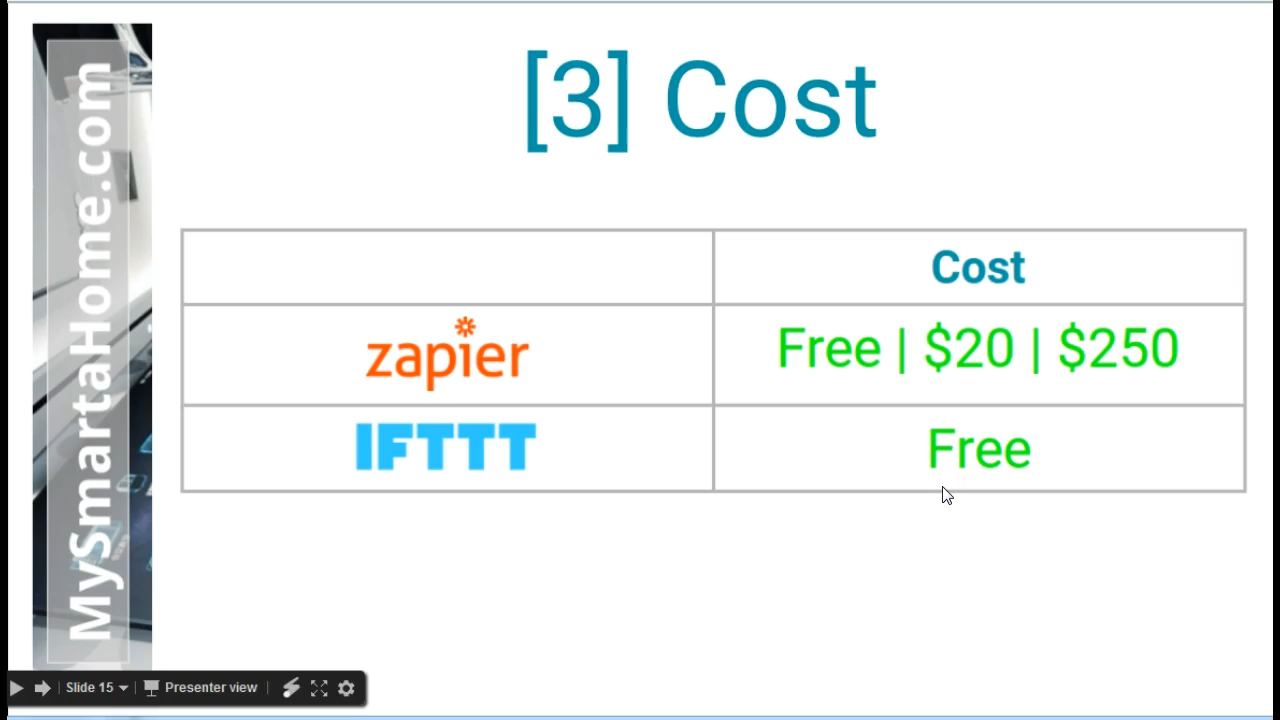 MySmartaHome.com
[3] Cost
Cost
zapier
Free | $20 | $250
IFTTT
Free
Slide 15
Presenter view